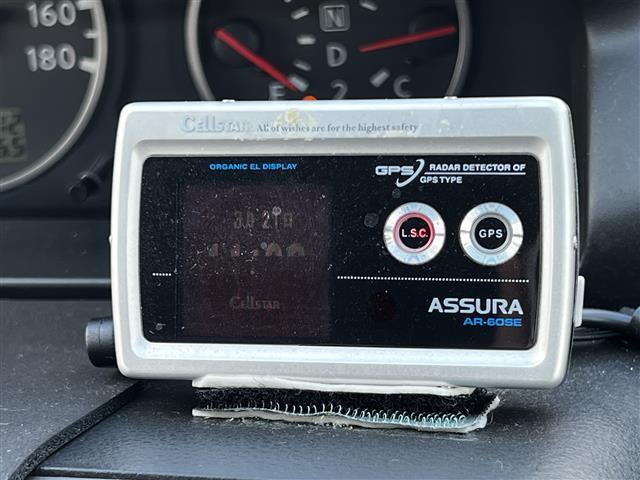 160
180
N
D
2
E
C
CELLSTAR All of wishes are for the highest safety
ORGANIC EL DISPLAY
GPS RADAR DETECTOR OF
GPS TYPE
L.S.C.
GPS
CELLSTAR
ASSURA
AR-60SE